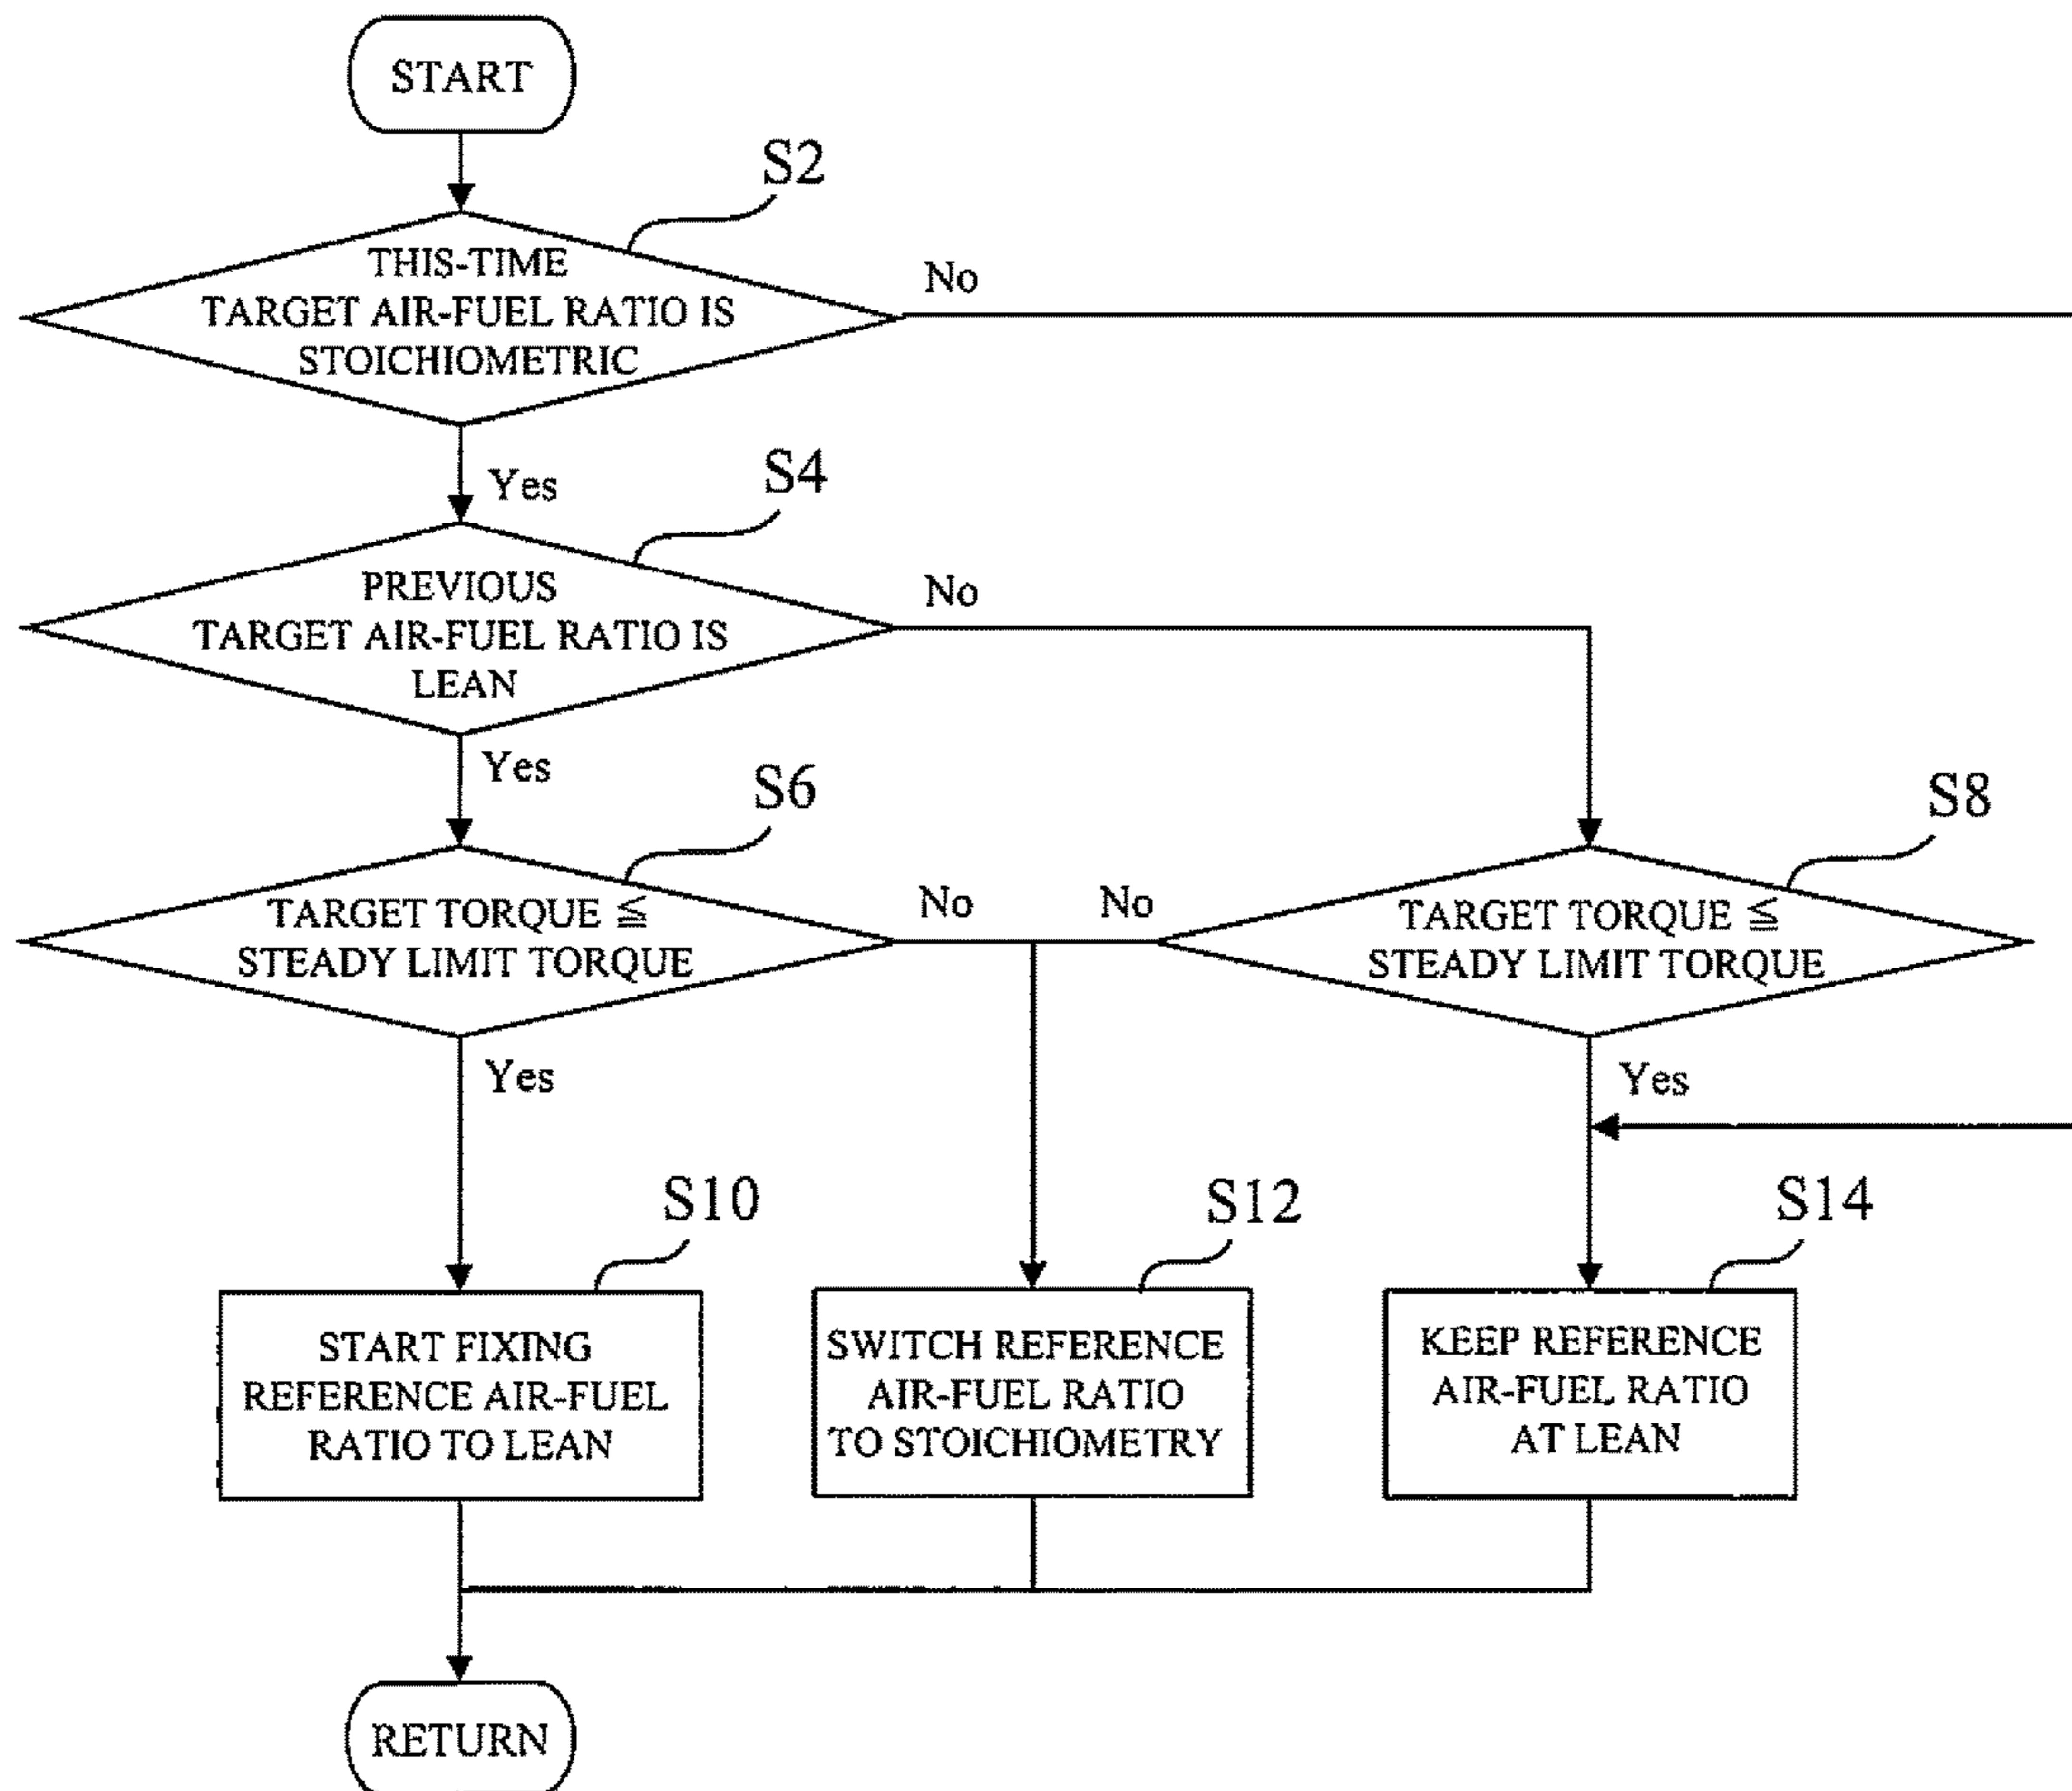 START
S2
THIS-TIME
TARGET AIR-FUEL RATIO IS
STOICHIOMETRIC
No
Yes
S4
PREVIOUS
TARGET AIR-FUEL RATIO IS
LEAN
No
Yes
S6
TARGET TORQUE ≦
STEADY LIMIT TORQUE
No
Yes
S8
TARGET TORQUE ≦
STEADY LIMIT TORQUE
No
Yes
S10
START FIXING
REFERENCE AIR-FUEL
RATIO TO LEAN
S12
SWITCH REFERENCE
AIR-FUEL RATIO
TO STOICHIOMETRY
S14
KEEP REFERENCE
AIR-FUEL RATIO
AT LEAN
RETURN